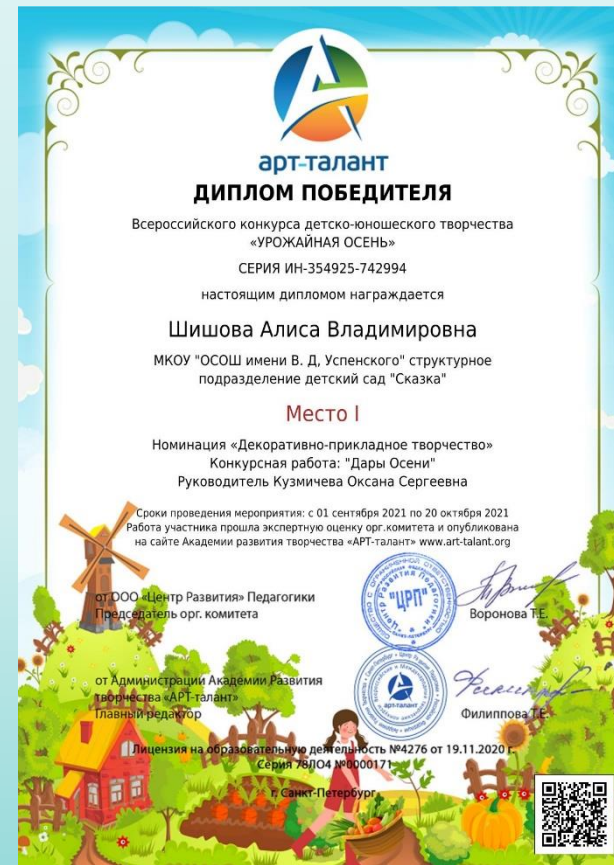 арт-талант
ДИПЛОМ ПОБЕДИТЕЛЯ
Всероссийского конкурса детско-юношеского творчества
«УРОЖАЙНАЯ ОСЕНЬ»
СЕРИЯ ИН-354925-742994
настоящим дипломом награждается
Шишова Алиса Владимировна
МКОУ "ОСОШ имени В. Д, Успенского" структурное
подразделение детский сад "Сказка"
Место I
Номинация «Декоративно-прикладное творчество»
Конкурсная работа: "Дары Осени"
Руководитель Кузмичева Оксана Сергеевна
Сроки проведения мероприятия: с 01 сентября 2021 по 20 октября 2021
Работа участника прошла экспертную оценку орг.комитета и опубликована
на сайте Академии развития творчества «АРТ-талант» www.art-talant.org
от ООО «Центр Развития» Педагогики
Председатель орг. комитета
"ЦРП"
Воронова Т.Е.
от Администрации Академии Развития
творчества «АРТ-талант»
Главный редактор
арт-талант
Филиппова Т.Е.
Лицензия на образовательную деятельность №4276 от 19.11.2020 г.
Серия 78ЛО4 №0000171
г. Санкт-Петербург